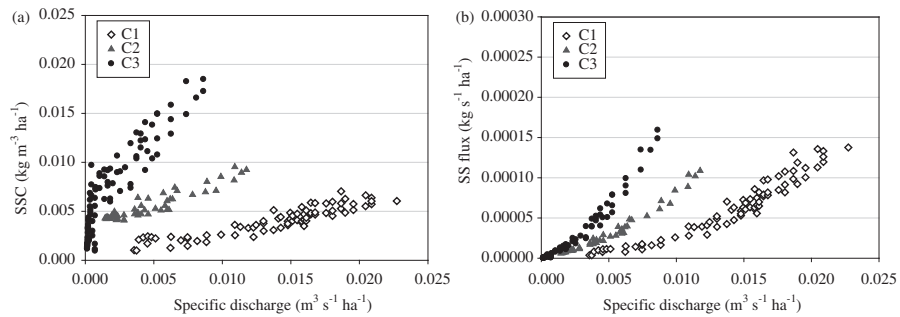 (a)
0.025
0.020
0.015
0.010
0.005
0.000
SSC (kg m⁻³ ha⁻¹)
C1
C2
C3
0.000 0.005 0.010 0.015 0.020 0.025
Specific discharge (m³ s⁻¹ ha⁻¹)
(b)
0.00030
0.00025
0.00020
0.00015
0.00010
0.00005
0.00000
SS flux (kg s⁻¹ ha⁻¹)
C1
C2
C3
0.000 0.005 0.010 0.015 0.020 0.025
Specific discharge (m³ s⁻¹ ha⁻¹)